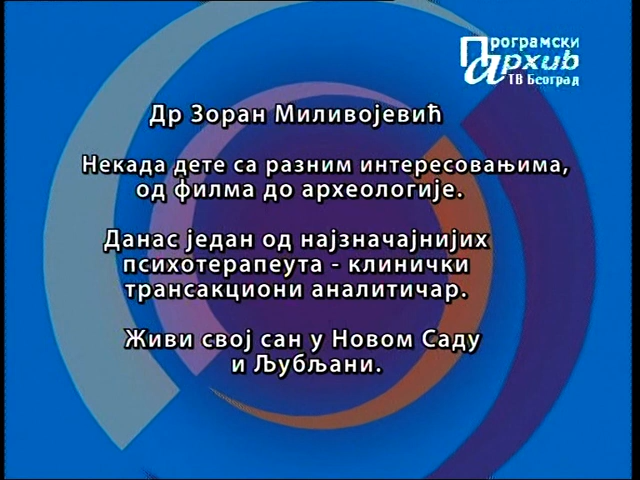 Програмски
Архив
ТВ Београд
Др Зоран Миливојевић
Некада дете са разним интересовањима,
од филма до археологије.
Данас један од најзначајнијих
психотерапеута - клинички
трансакциони аналитичар.
Живи свој сан у Новом Саду
и Љубљани.